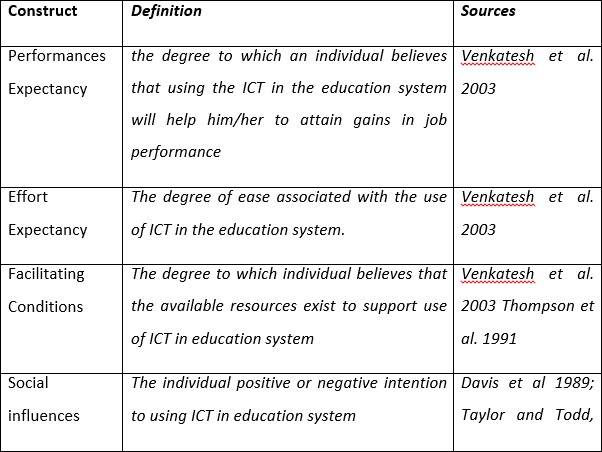 Construct Definition Sources
Performances the degree to which an individual believes Venkatesh et al.
Expectancy that using the ICT in the education system 2003
will help him/her to attain gains in job
performance
Effort The degree of ease associated with the use Venkatesh et al.
Expectancy of ICT in the education system. 2003
Facilitating The degree to which individual believes that Venkatesh et al.
Conditions the available resources exist to support use 2003 Thompson et
of ICT in education system al. 1991
Social The individual positive or negative intention Davis et al 1989;
influences to using ICT in education system Taylor and Todd,